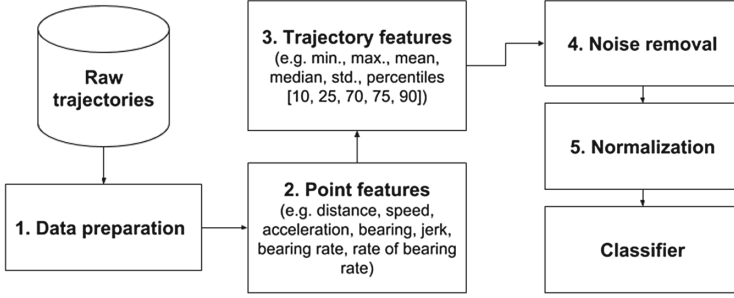 Raw
trajectories
1. Data preparation
2. Point features
(e.g. distance, speed,
acceleration, bearing, jerk,
bearing rate, rate of bearing
rate)
3. Trajectory features
(e.g. min., max., mean,
median, std., percentiles
[10, 25, 70, 75, 90])
4. Noise removal
5. Normalization
Classifier